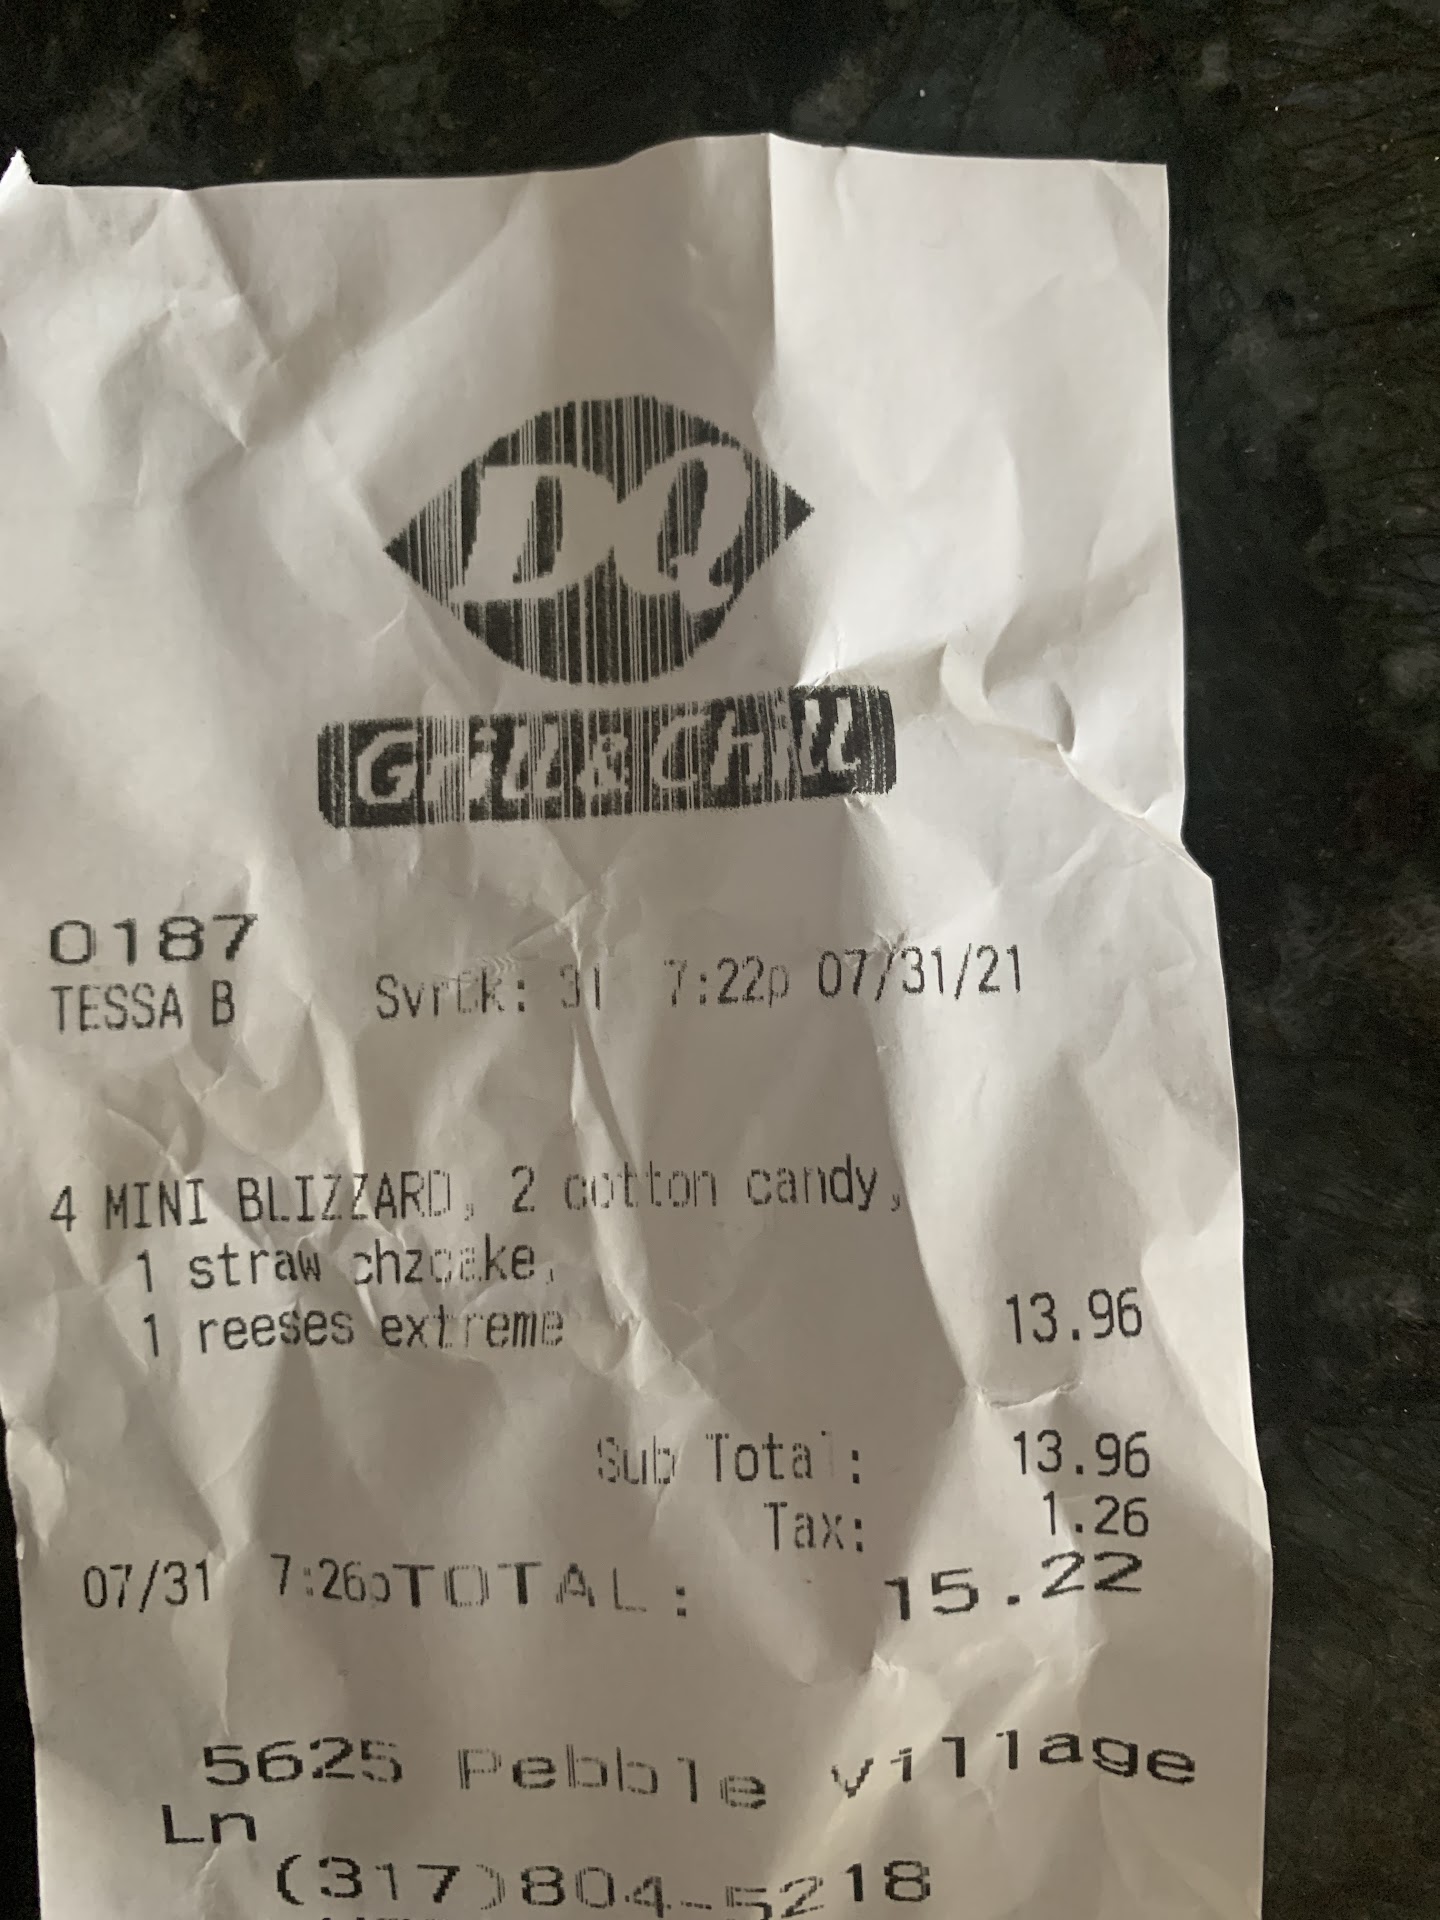 DQ
Grill & Chill
0187
TESSA B Svrck: 31 7:22p 07/31/21
4 MINI BLIZZARD, 2 cotton candy,
1 straw chzcake,
1 reeses extreme 13.96
Sub Total: 13.96
Tax: 1.26
07/31 7:26pTOTAL: 15.22
5625 Pebble Village
Ln
(317)804-5218